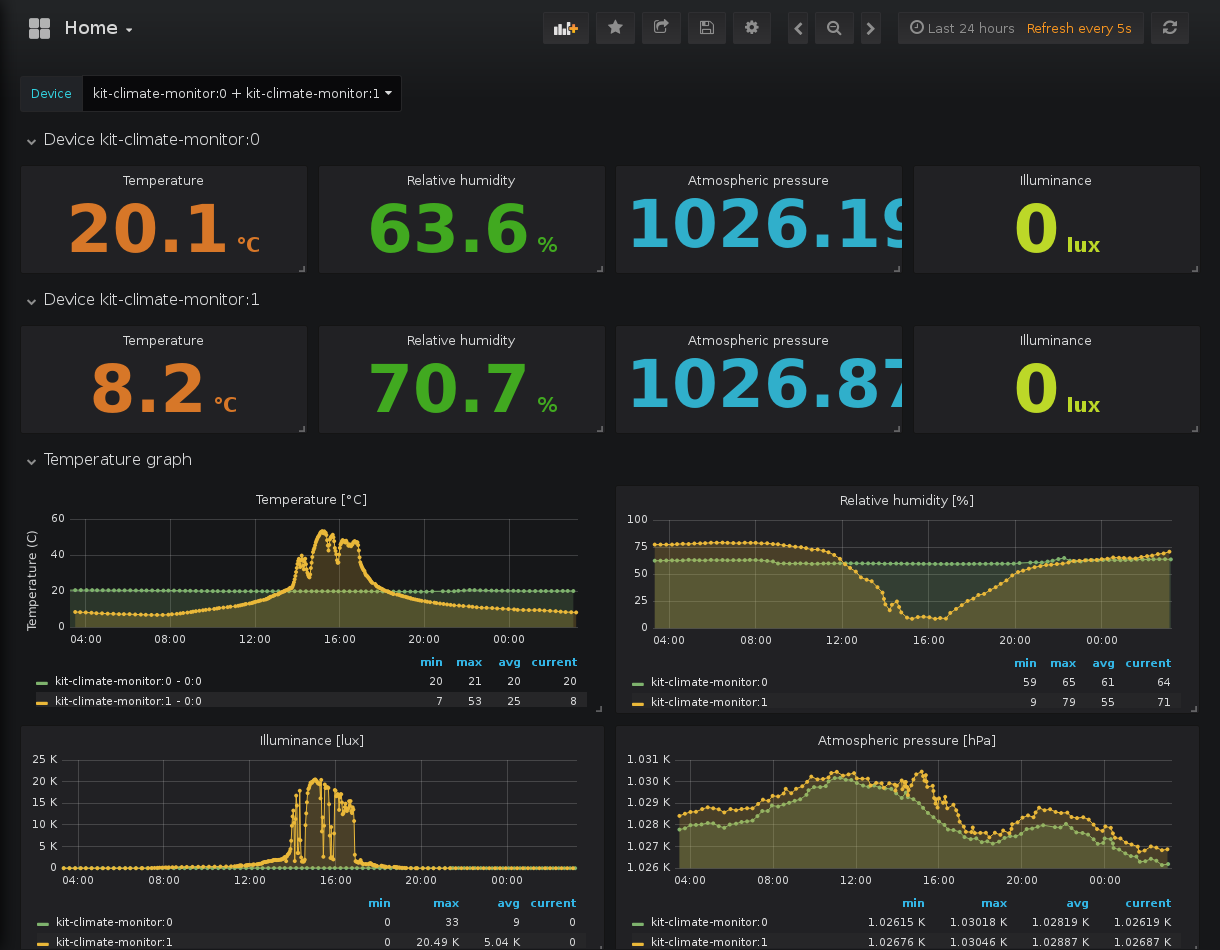 Home
Last 24 hours Refresh every 5s
Device kit-climate-monitor:0 + kit-climate-monitor:1
Device kit-climate-monitor:0
Temperature Relative humidity Atmospheric pressure Illuminance
20.1 °C 63.6 % 1026.19 0 lux
Device kit-climate-monitor:1
Temperature Relative humidity Atmospheric pressure Illuminance
8.2 °C 70.7 % 1026.87 0 lux
Temperature graph
Temperature [°C]
Temperature (C)
60
40
20
0
04:00 08:00 12:00 16:00 20:00 00:00
min max avg current
kit-climate-monitor:0 - 0:0 20 21 20 20
kit-climate-monitor:1 - 0:0 7 53 25 8
Relative humidity [%]
100
75
50
25
0
04:00 08:00 12:00 16:00 20:00 00:00
min max avg current
kit-climate-monitor:0 59 65 61 64
kit-climate-monitor:1 9 79 55 71
Illuminance [lux]
25 K
20 K
15 K
10 K
5 K
0
04:00 08:00 12:00 16:00 20:00 00:00
min max avg current
kit-climate-monitor:0 0 33 9 0
kit-climate-monitor:1 0 20.49 K 5.04 K 0
Atmospheric pressure [hPa]
1.031 K
1.030 K
1.029 K
1.028 K
1.027 K
1.026 K
04:00 08:00 12:00 16:00 20:00 00:00
min max avg current
kit-climate-monitor:0 1.02615 K 1.03018 K 1.02819 K 1.02619 K
kit-climate-monitor:1 1.02676 K 1.03046 K 1.02887 K 1.02687 K